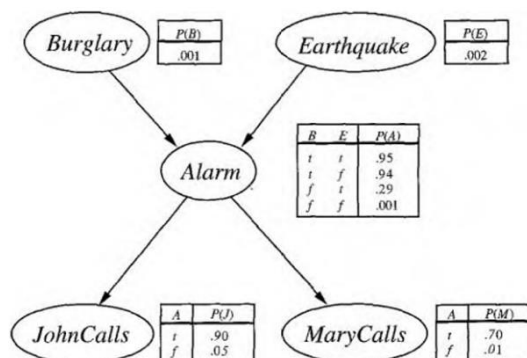 Burglary
P(B)
.001
Earthquake
P(E)
.002
Alarm
B E P(A)
t t .95
t f .94
f t .29
f f .001
JohnCalls
A P(J)
t .90
f .05
MaryCalls
A P(M)
t .70
f .01